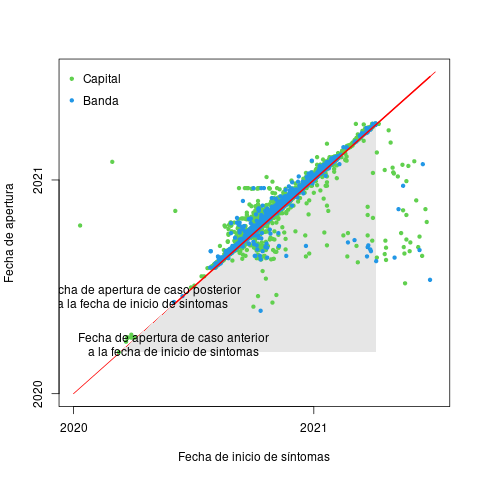 Capital
Banda
cha de apertura de caso posterior
a la fecha de inicio de síntomas
Fecha de apertura de caso anterior
a la fecha de inicio de sintomas
Fecha de apertura
2021
2020
2020
2021
Fecha de inicio de síntomas